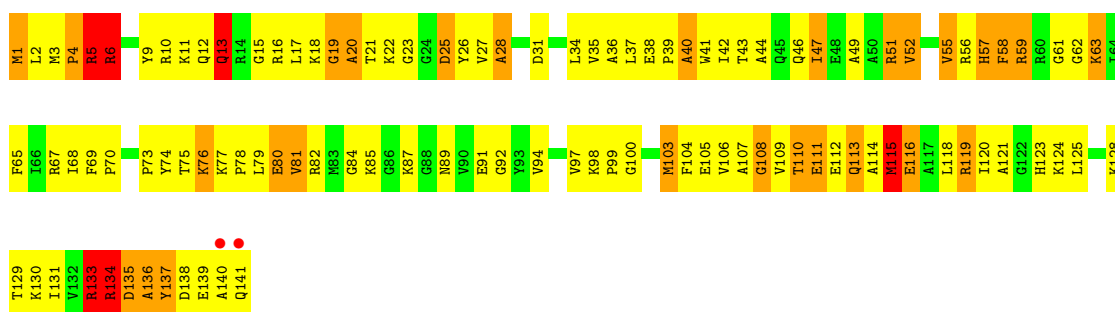 M1 L2 M3 P4 R5 R6 Y9 R10 K11 Q12 Q13 R14 G15 R16 L17 K18 G19 A20 T21 K22 G23 G24 D25 Y26 V27 A28 D31 L34 V35 A36 L37 E38 P39 A40 W41 I42 T43 A44 Q45 Q46 I47 E48 A49 A50 R51 V52 V55 R56 H57 F58 R59 R60 G61 G62 K63 I64
F65 I66 R67 I68 F69 P70 P73 Y74 T75 K76 K77 P78 L79 E80 V81 R82 M83 G84 K85 G86 K87 G88 N89 V90 E91 G92 Y93 V94 V97 K98 P99 G100 M103 F104 E105 V106 A107 G108 V109 T110 E111 E112 Q113 A114 M115 E116 A117 L118 R119 I120 A121 G122 H123 K124 L125 K128
T129 K130 I131 V132 R133 R134 D135 A136 Y137 D138 E139 A140 Q141